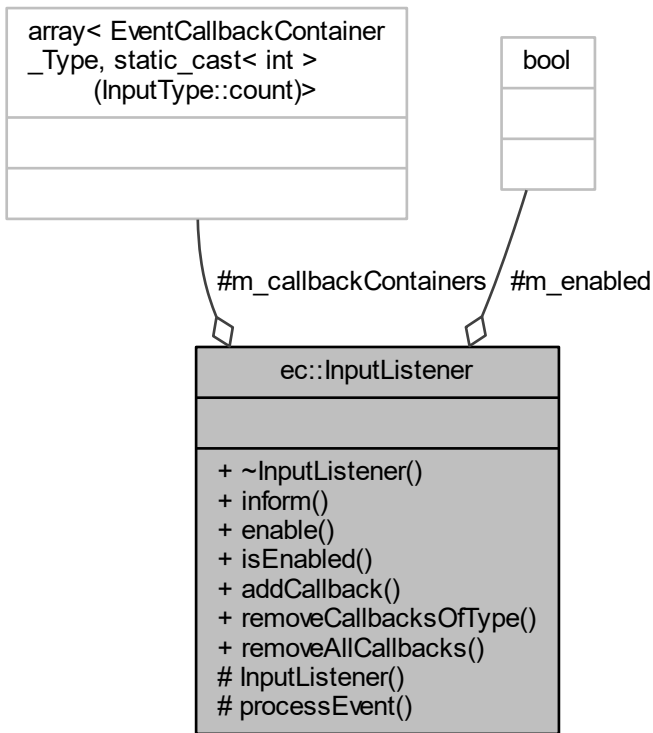 array< EventCallbackContainer
_Type, static_cast< int >
(InputType::count)>
bool
#m_callbackContainers
#m_enabled
ec::InputListener
+ ~InputListener()
+ inform()
+ enable()
+ isEnabled()
+ addCallback()
+ removeCallbacksOfType()
+ removeAllCallbacks()
# InputListener()
# processEvent()